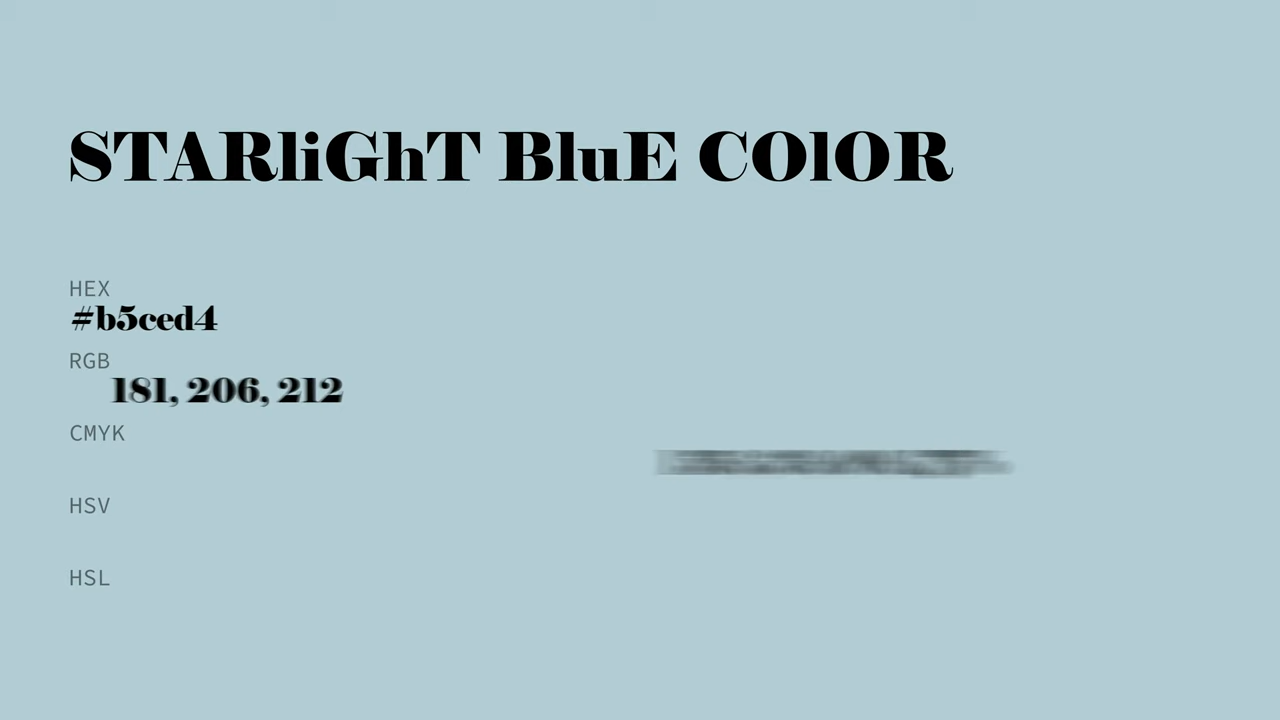 STARliGhT BluE COlOR
HEX
#b5ced4
RGB
181, 206, 212
CMYK
HSV
HSL